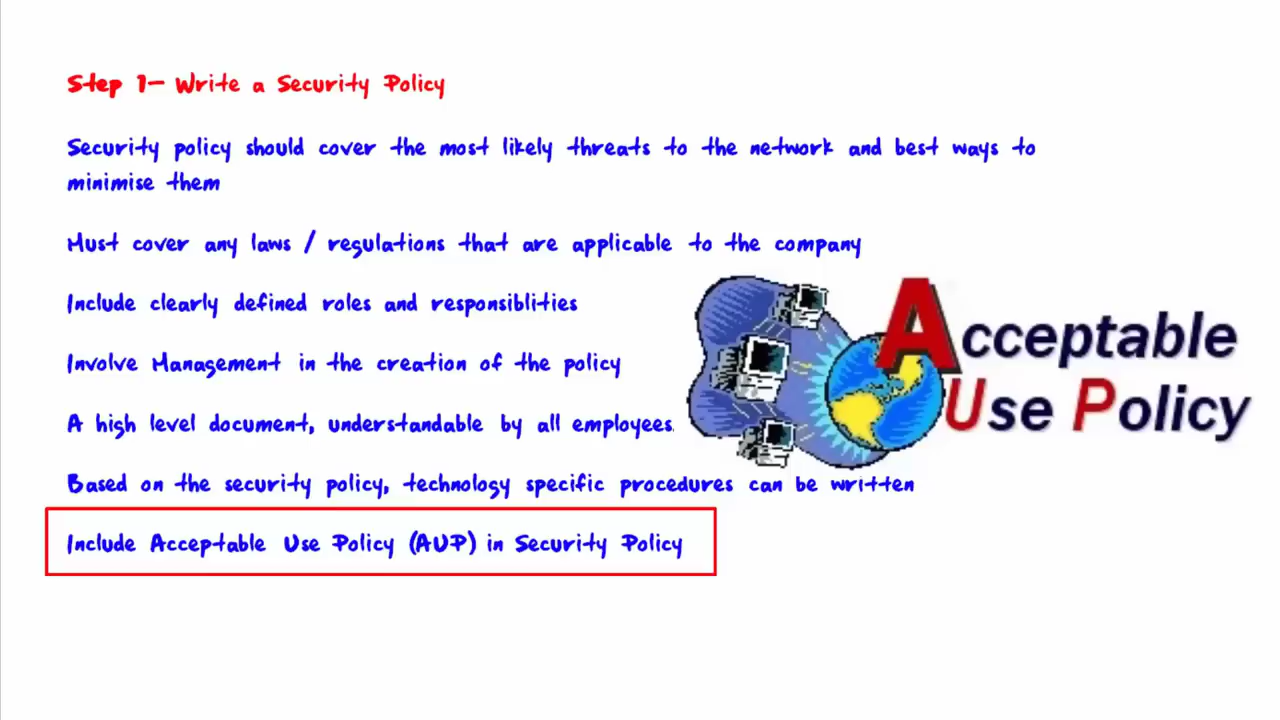 Step 1- Write a Security Policy
Security policy should cover the most likely threats to the network and best ways to
minimise them
Must cover any laws / regulations that are applicable to the company
Include clearly defined roles and responsiblities
Involve Management in the creation of the policy
A high level document, understandable by all employees.
Acceptable
Use Policy
Based on the security policy, technology specific procedures can be written
Include Acceptable Use Policy (AUP) in Security Policy